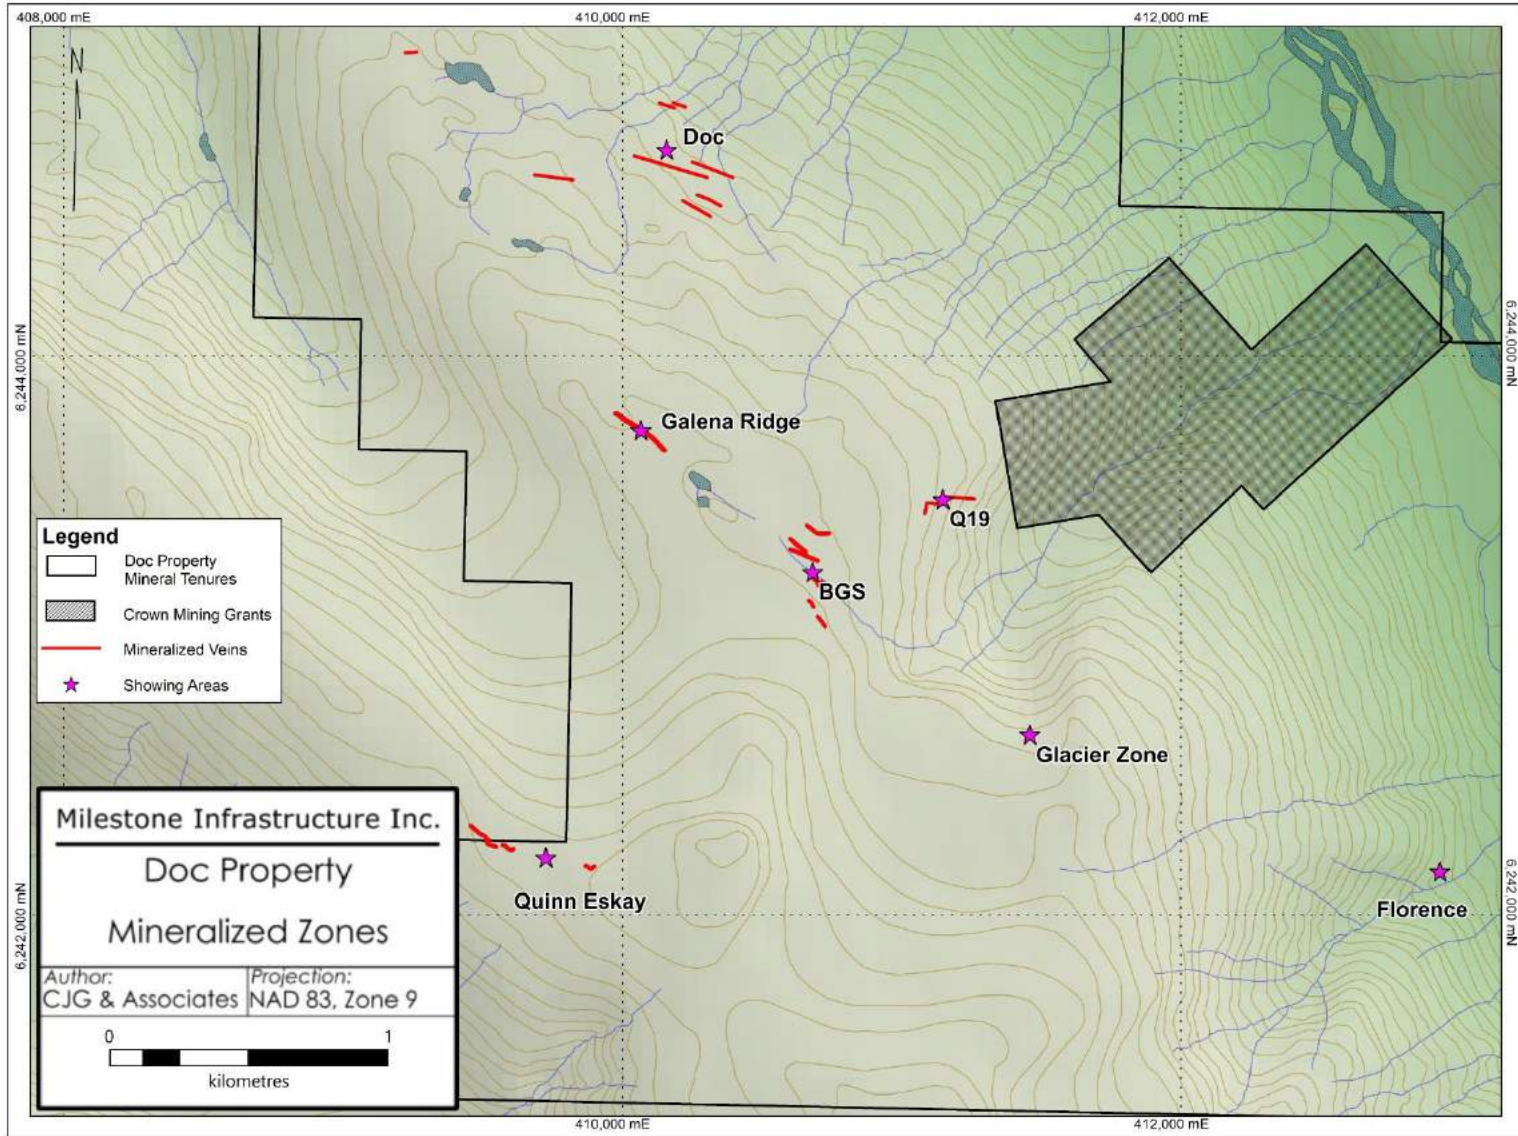 408,000 mE
410,000 mE
412,000 mE
N
Doc
6,244,000 mN
6,244,000 mN
Galena Ridge
Q19
BGS
Legend
Doc Property
Mineral Tenures
Crown Mining Grants
Mineralized Veins
Showing Areas
Glacier Zone
Quinn Eskay
Florence
6,242,000 mN
6,242,000 mN
Milestone Infrastructure Inc.
Doc Property
Mineralized Zones
Author:
CJG & Associates
Projection:
NAD 83, Zone 9
0
1
kilometres
410,000 mE
412,000 mE